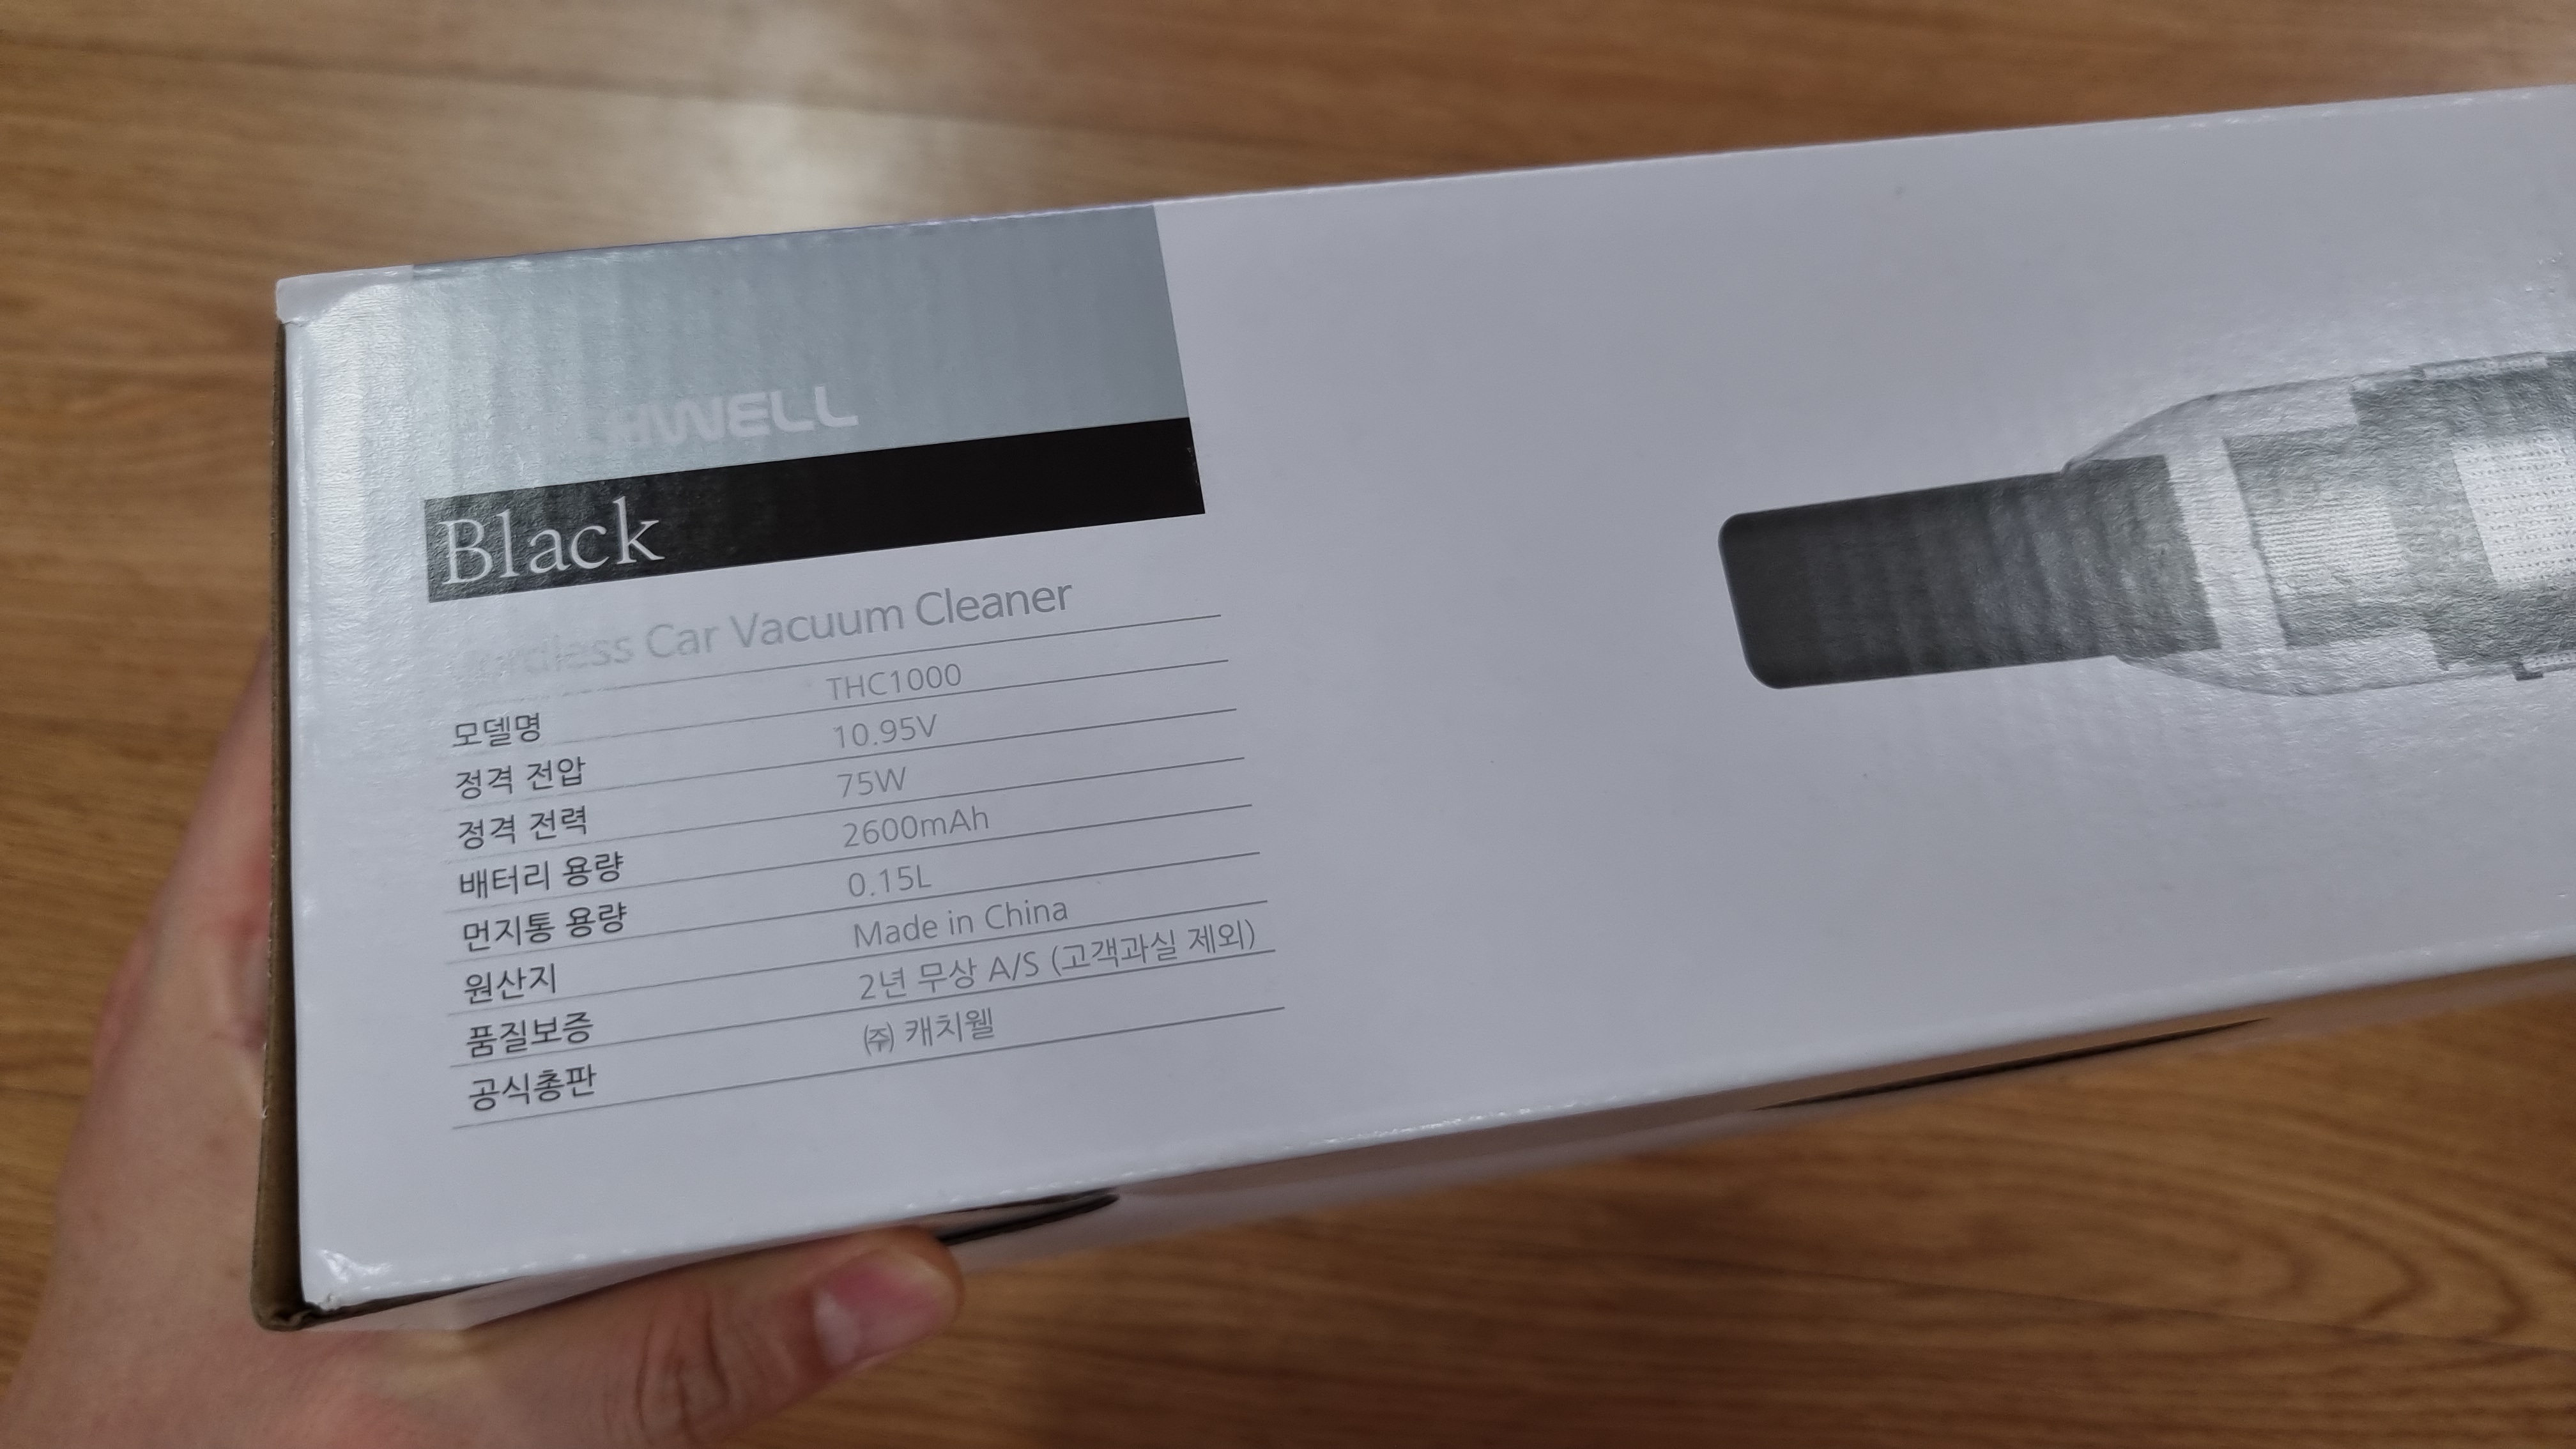 HWELL
Black
Cordless Car Vacuum Cleaner
모델명 THC1000
정격 전압 10.95V
정격 전력 75W
배터리 용량 2600mAh
먼지통 용량 0.15L
원산지 Made in China
품질보증 2년 무상 A/S (고객과실 제외)
공식총판 ㈜ 캐치웰